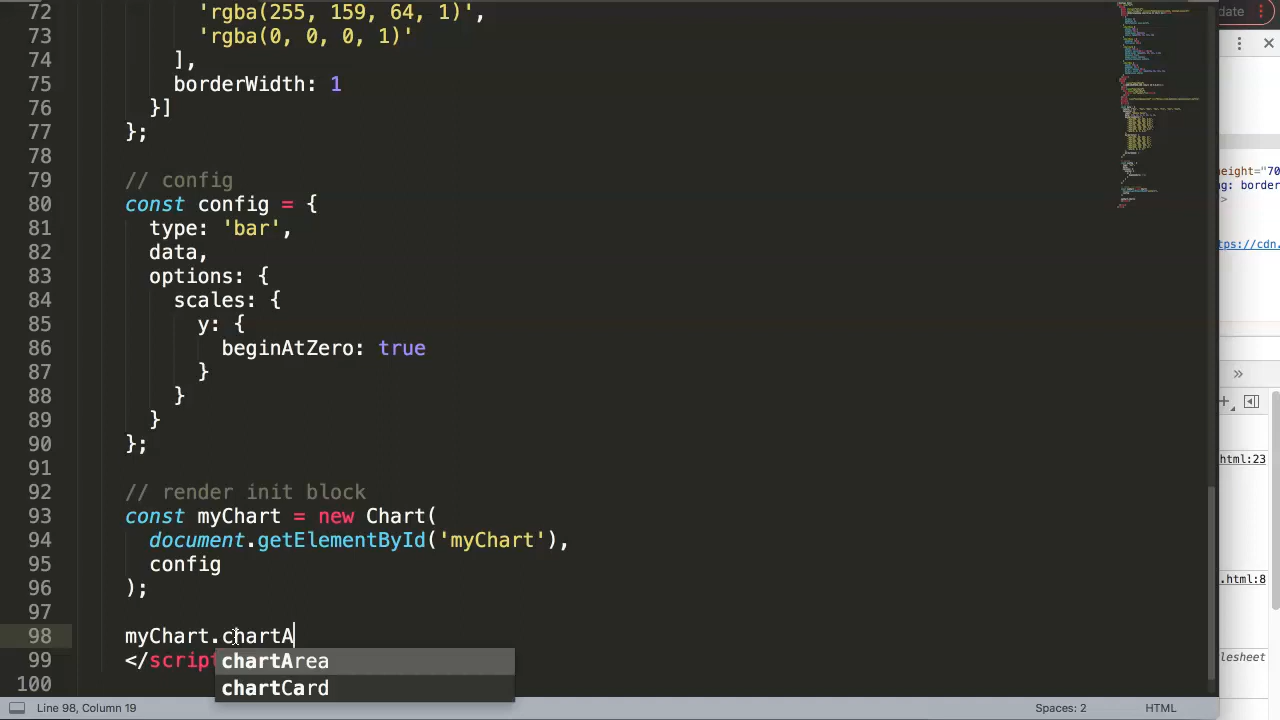 72 'rgba(255, 159, 64, 1)',
73 'rgba(0, 0, 0, 1)'
74 ],
75 borderWidth: 1
76 }]
77 };
78
79 // config
80 const config = {
81 type: 'bar',
82 data,
83 options: {
84 scales: {
85 y: {
86 beginAtZero: true
87 }
88 }
89 }
90 };
91
92 // render init block
93 const myChart = new Chart(
94 document.getElementById('myChart'),
95 config
96 );
97
98 myChart.chartA
99 </script
100
chartArea
chartCard
Line 98, Column 19
Spaces: 2
HTML
date
height="70
ng: border
>
tps://cdn.
»
html:23
.html:8
lesheet